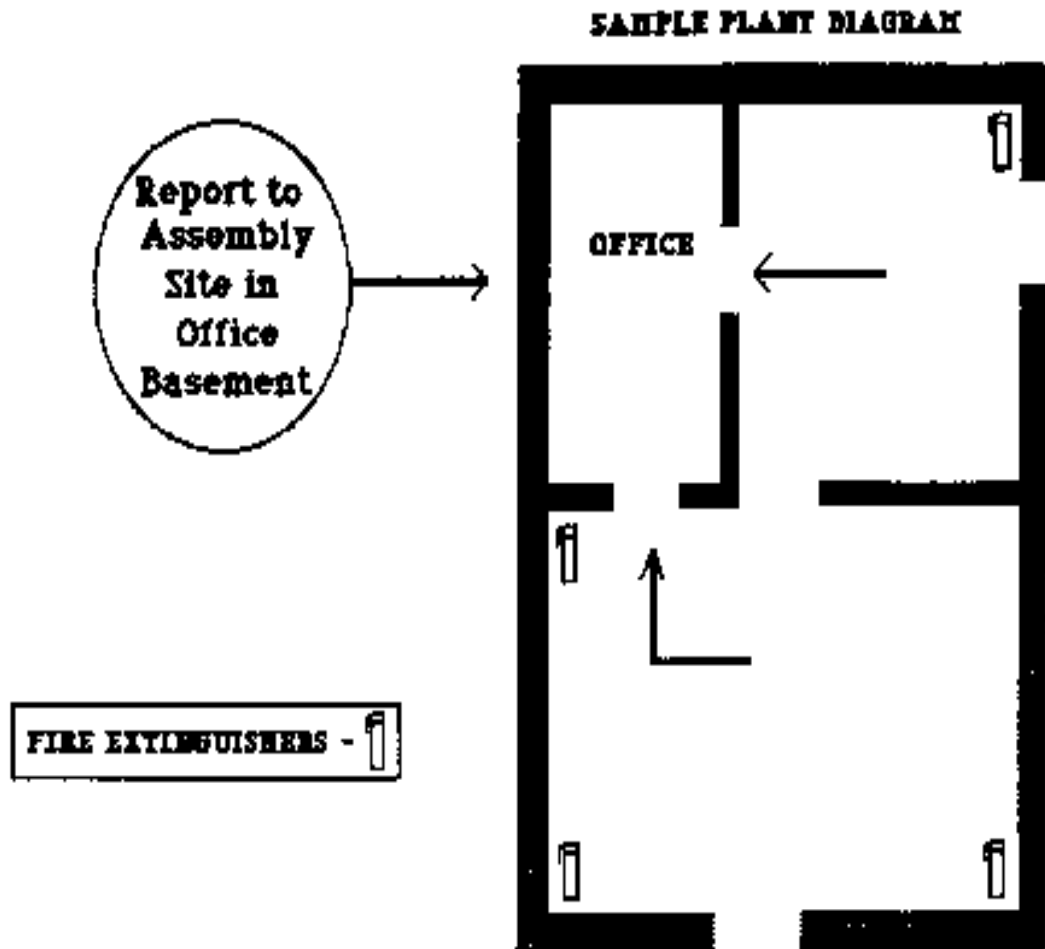 SAMPLE PLANT DIAGRAM
Report to
Assembly
Site in
Office
Basement
OFFICE
FIRE EXTINGUISHERS -